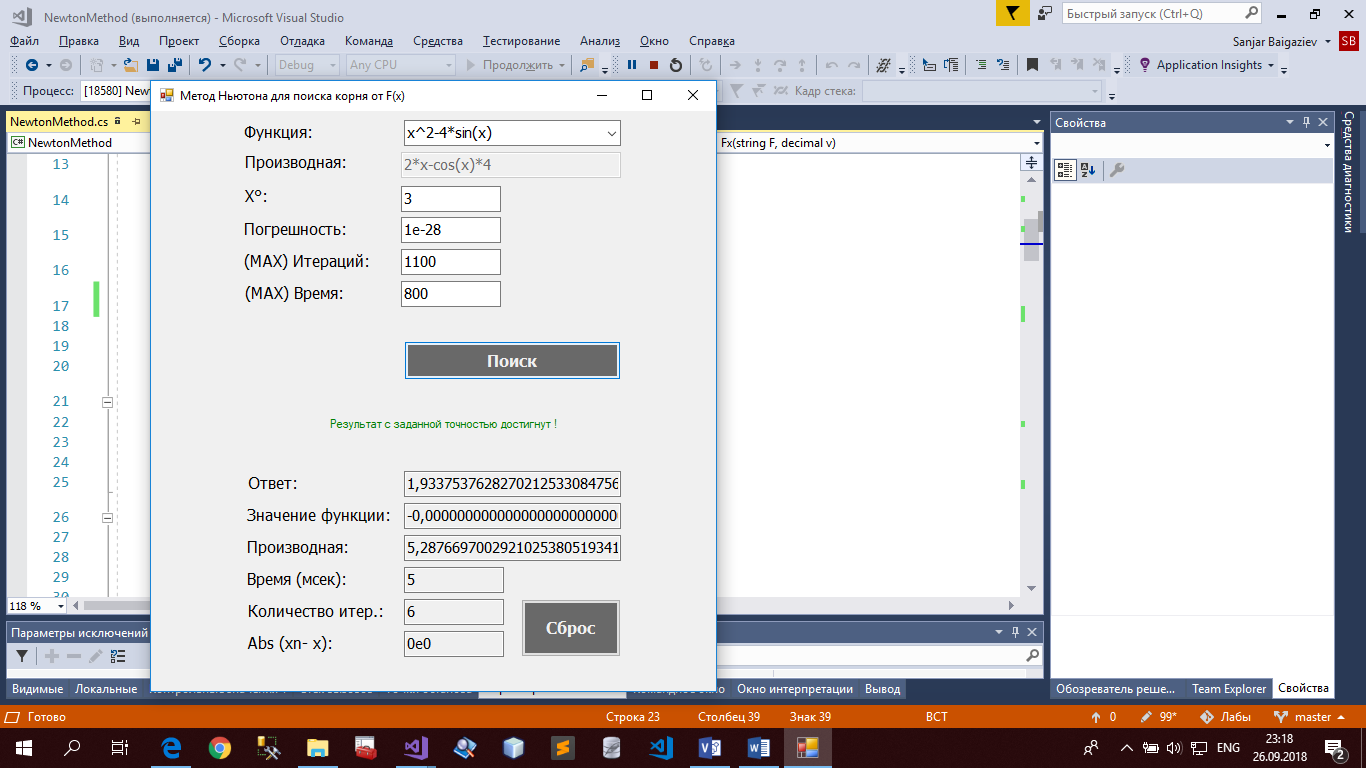 NewtonMethod (выполняется) - Microsoft Visual Studio
Быстрый запуск (Ctrl+Q)
Файл Правка Вид Проект Сборка Отладка Команда Средства Тестирование Анализ Окно Справка
Sanjar Baigaziev SB
Debug Any CPU Продолжить Application Insights
Процесс: [18580] New
Кадр стека:
Метод Ньютона для поиска корня от F(x)
NewtonMethod.cs
C# NewtonMethod
Fx(string F, decimal v)
Свойства
Средства диагностики
13
14
15
16
17
18
19
20
21
22
23
24
25
26
27
28
29
30
Функция: x^2-4*sin(x)
Производная: 2*x-cos(x)*4
X°: 3
Погрешность: 1e-28
(MAX) Итераций: 1100
(MAX) Время: 800
Поиск
Результат с заданной точностью достигнут !
Ответ: 1,9337537628270212533084756
Значение функции: -0,000000000000000000000000
Производная: 5,2876697002921025380519341
Время (мсек): 5
Количество итер.: 6
Abs (xn- x): 0e0
Сброс
118 %
Параметры исключений
Видимые Локальные
Окно интерпретации Вывод
Обозреватель реше... Team Explorer Свойства
Готово Строка 23 Столбец 39 Знак 39 ВСТ 0 99* Лабы master
ENG
23:18
26.09.2018
2